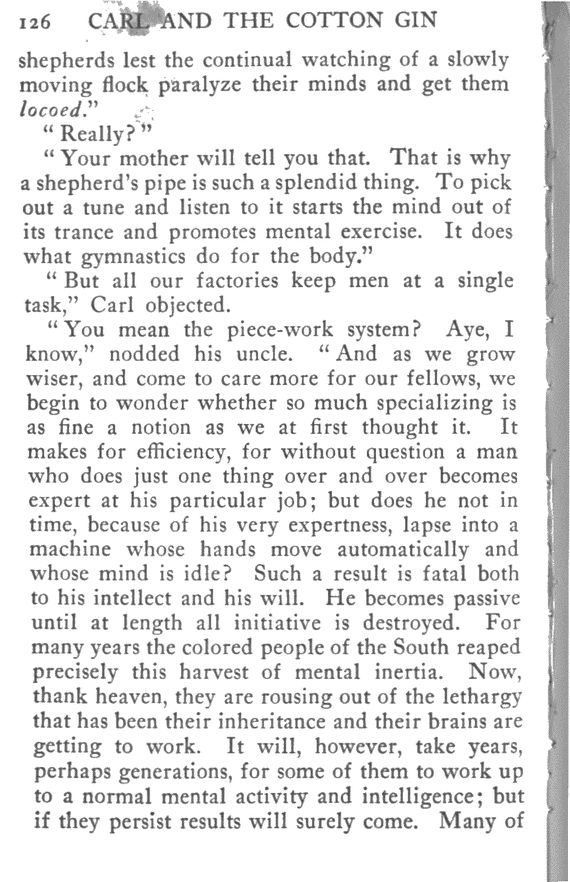 126 CARL AND THE COTTON GIN
shepherds lest the continual watching of a slowly
moving flock paralyze their minds and get them
locoed."
" Really? "
" Your mother will tell you that. That is why
a shepherd's pipe is such a splendid thing. To pick
out a tune and listen to it starts the mind out of
its trance and promotes mental exercise. It does
what gymnastics do for the body."
" But all our factories keep men at a single
task," Carl objected.
" You mean the piece-work system? Aye, I
know," nodded his uncle. " And as we grow
wiser, and come to care more for our fellows, we
begin to wonder whether so much specializing is
as fine a notion as we at first thought it. It
makes for efficiency, for without question a man
who does just one thing over and over becomes
expert at his particular job; but does he not in
time, because of his very expertness, lapse into a
machine whose hands move automatically and
whose mind is idle? Such a result is fatal both
to his intellect and his will. He becomes passive
until at length all initiative is destroyed. For
many years the colored people of the South reaped
precisely this harvest of mental inertia. Now,
thank heaven, they are rousing out of the lethargy
that has been their inheritance and their brains are
getting to work. It will, however, take years,
perhaps generations, for some of them to work up
to a normal mental activity and intelligence; but
if they persist results will surely come. Many of